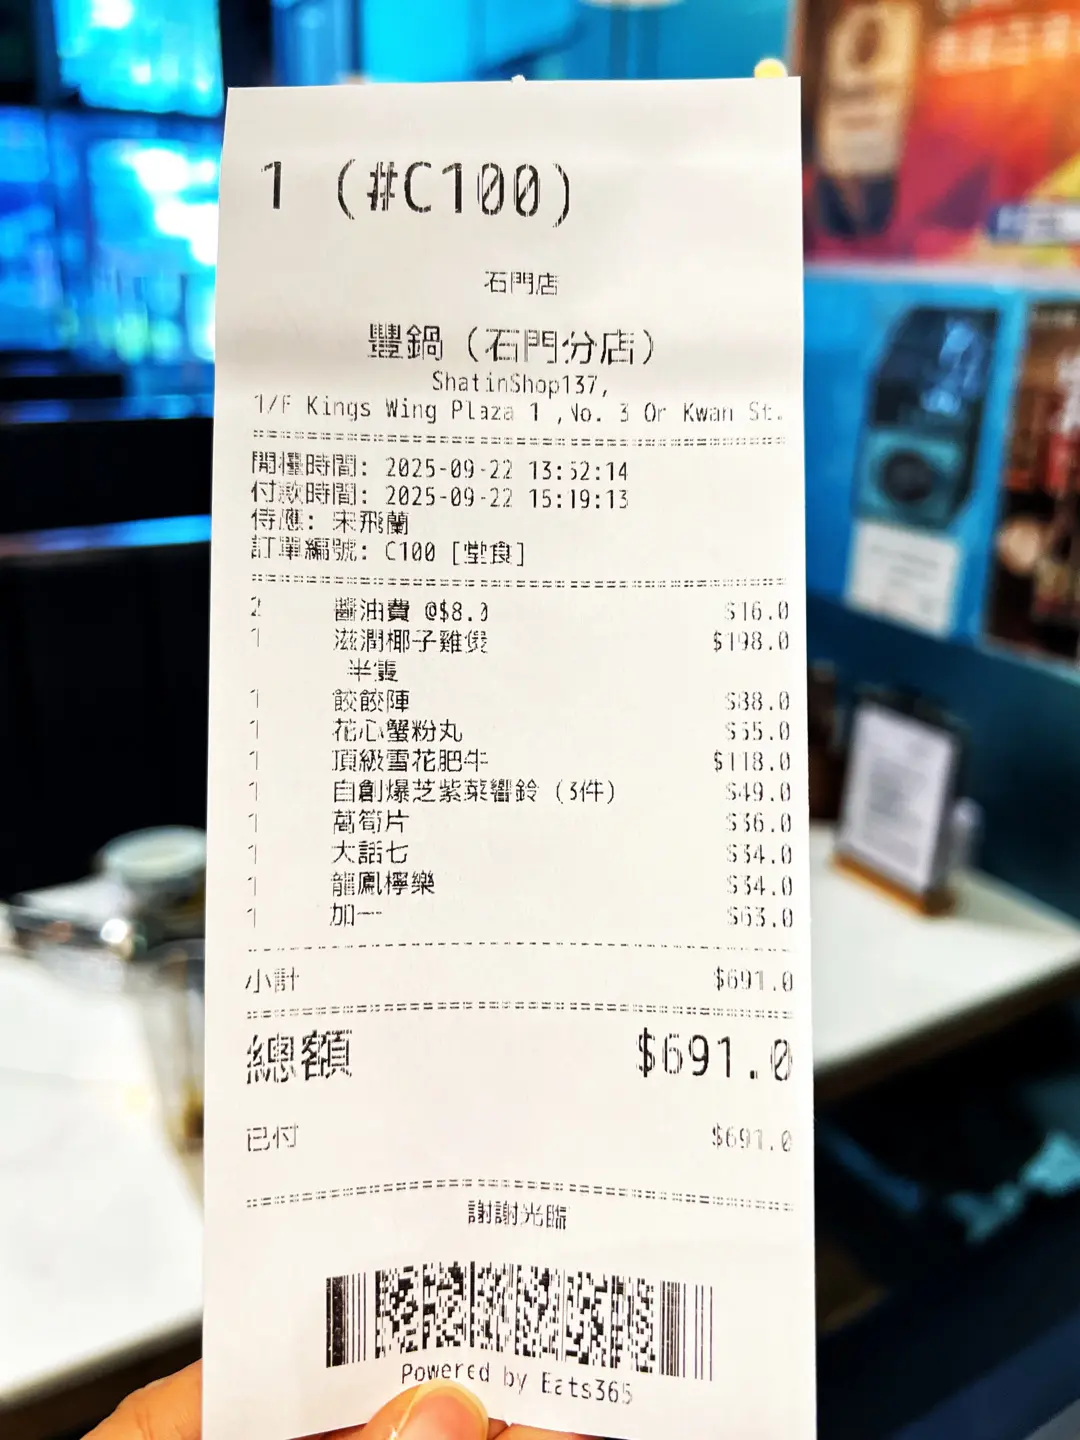 1 (#C100)
石門店
豐鍋 (石門分店)
ShatinShop137,
1/F Kings Wing Plaza 1 ,No. 3 On Kwan St.
開檯時間: 2025-09-22 13:52:14
付款時間: 2025-09-22 15:19:13
侍應: 宋飛蘭
訂單編號: C100 [堂食]
2 醬油費 @$8.0 $16.0
1 滋潤椰子雞煲 $198.0
半隻
1 餃餃陣 $88.0
1 花心蟹粉丸 $55.0
1 頂級雪花肥牛 $118.0
1 自創爆芝紫菜響鈴 (3件) $49.0
1 萵筍片 $36.0
1 大話七 $34.0
1 龍鳳檸樂 $34.0
1 加一 $63.0
小計 $691.0
總額 $691.0
已付 $691.0
謝謝光臨
Powered by Eats365